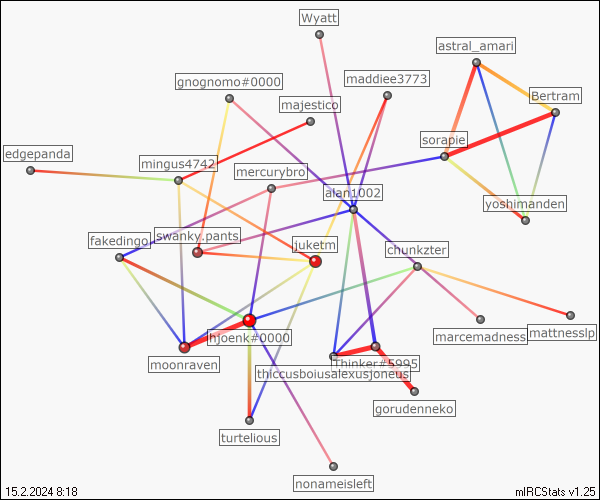 Wyatt
astral_amari
maddiee3773
gnognomo#0000
Bertram
majestico
sorapie
edgepanda
mingus4742
mercurybro
alan1002
yoshimanden
swanky.pants
fakedingo
juketm
chunkzter
hjoenk#0000
marcemadness
mattnesslp
moonraven
Thinker#5995
thiccusboiusalexusjoneus
gorudenneko
turtelious
nonameisleft
15.2.2024 8:18
mIRCStats v1.25